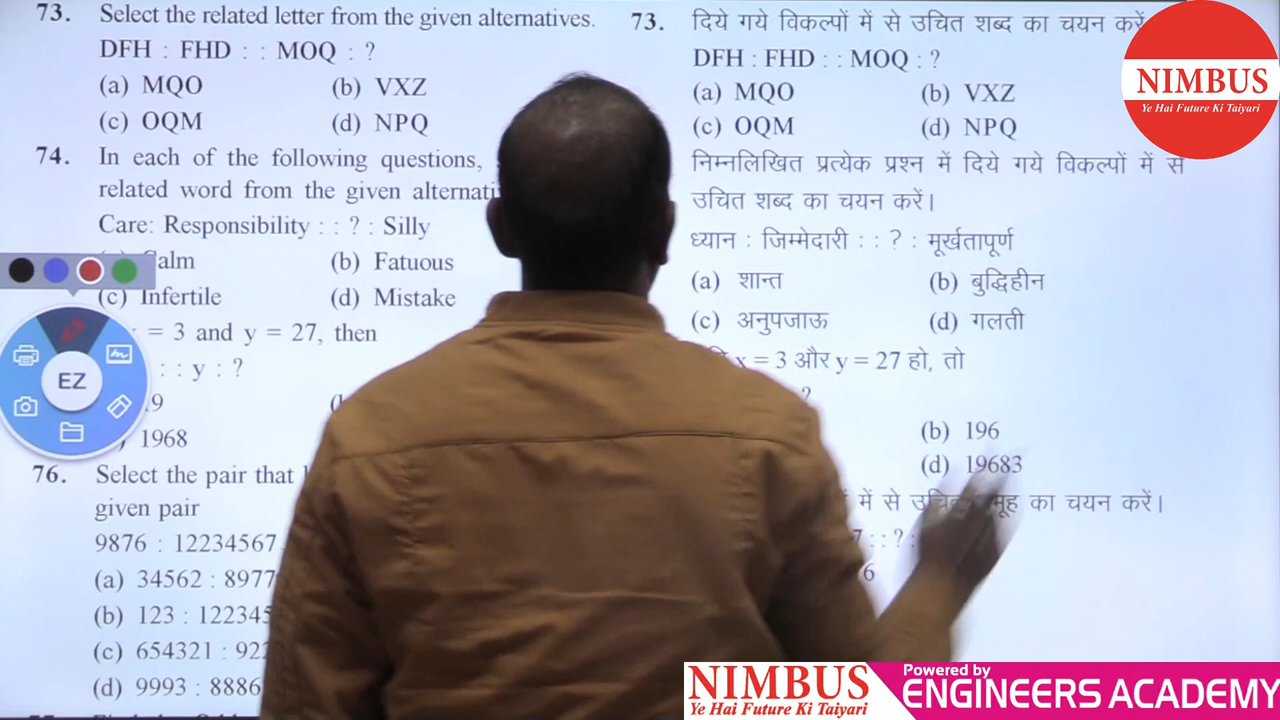 73. Select the related letter from the given alternatives.
DFH : FHD : : MOQ : ?
(a) MQO (b) VXZ
(c) OQM (d) NPQ
74. In each of the following questions,
related word from the given
Care: Responsibility : : ? : Silly
(b) Fatuous
(c) Infertile (d) Mistake
= 3 and y = 27, then
: : y : ?
1968
76. Select the pair that
given pair
9876 : 12234567
(a) 34562 :
(b) 123 :
(c) 654321 :
(d) 9993 :
73. दिये गये विकल्पों में से उचित शब्द का चयन करें
DFH : FHD : : MOQ : ?
(a) MQO (b) VXZ
(c) OQM (d) NPQ
निम्नलिखित प्रत्येक प्रश्न में दिये गये विकल्पों में से
उचित शब्द का चयन करें।
ध्यान : जिम्मेदारी : : ? : मूर्खतापूर्ण
(a) शान्त (b) बुद्धिहीन
(c) अनुपजाऊ (d) गलती
x = 3 और y = 27 हो, तो
?
(b) 196
(d) 19683
में से का चयन करें।
: : ? :
6
EZ
NIMBUS
Ye Hai Future Ki Taiyari
NIMBUS
Ye Hai Future Ki Taiyari
Powered by
ENGINEERS ACADEMY